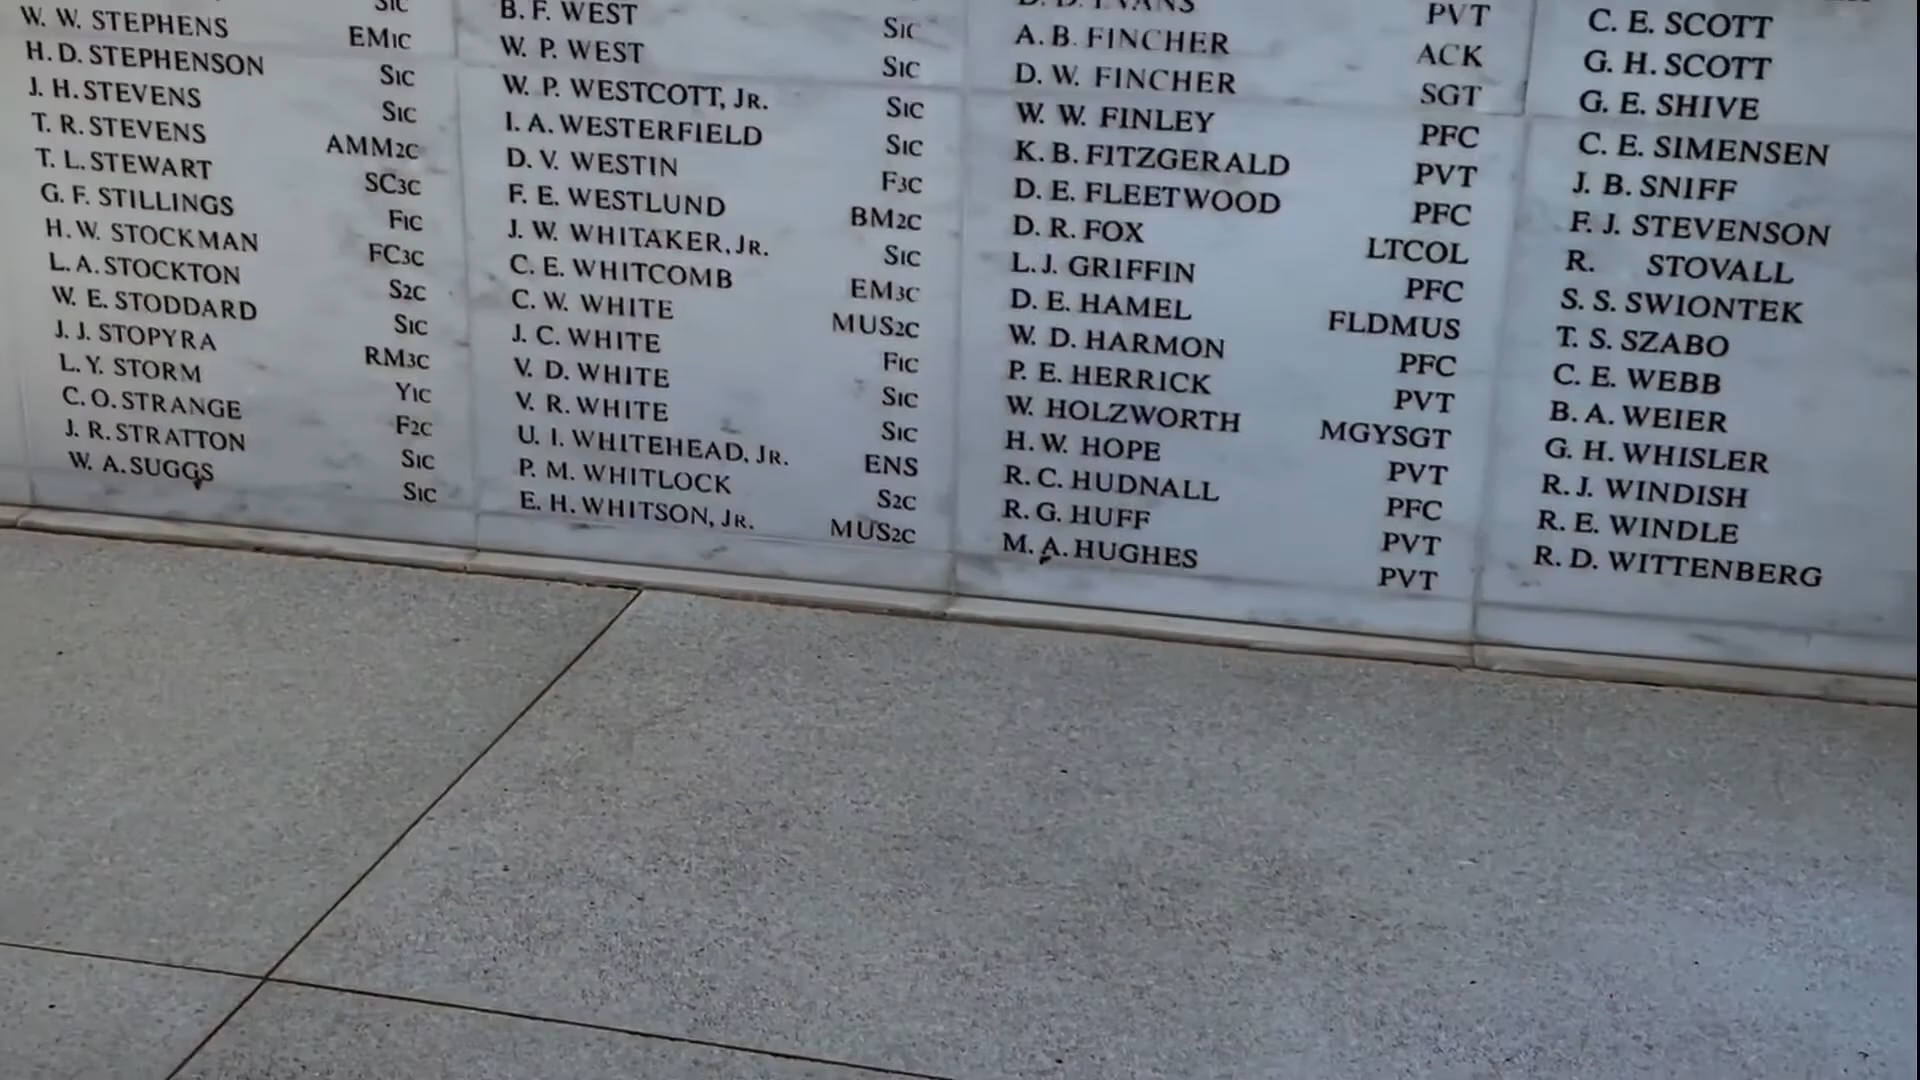 W. W. STEPHENS EM1C
H. D. STEPHENSON S1C
J. H. STEVENS S1C
T. R. STEVENS AMM2C
T. L. STEWART SC3C
G. F. STILLINGS F1C
H. W. STOCKMAN FC3C
L. A. STOCKTON S2C
W. E. STODDARD S1C
J. J. STOPYRA RM3C
L. Y. STORM Y1C
C. O. STRANGE F2C
J. R. STRATTON S1C
W. A. SUGGS S1C
B. F. WEST S1C
W. P. WEST S1C
W. P. WESTCOTT, JR. S1C
I. A. WESTERFIELD S1C
D. V. WESTIN F3C
F. E. WESTLUND BM2C
J. W. WHITAKER, JR. S1C
C. E. WHITCOMB EM3C
C. W. WHITE MUS2C
J. C. WHITE F1C
V. D. WHITE S1C
V. R. WHITE S1C
U. I. WHITEHEAD, JR. ENS
P. M. WHITLOCK S2C
E. H. WHITSON, JR. MUS2C
EVANS PVT
A. B. FINCHER ACK
D. W. FINCHER SGT
W. W. FINLEY PFC
K. B. FITZGERALD PVT
D. E. FLEETWOOD PFC
D. R. FOX LTCOL
L. J. GRIFFIN PFC
D. E. HAMEL FLDMUS
W. D. HARMON PFC
P. E. HERRICK PVT
W. HOLZWORTH MGYSGT
H. W. HOPE PVT
R. C. HUDNALL PFC
R. G. HUFF PVT
M. A. HUGHES PVT
C. E. SCOTT
G. H. SCOTT
G. E. SHIVE
C. E. SIMENSEN
J. B. SNIFF
F. J. STEVENSON
R. STOVALL
S. S. SWIONTEK
T. S. SZABO
C. E. WEBB
B. A. WEIER
G. H. WHISLER
R. J. WINDISH
R. E. WINDLE
R. D. WITTENBERG